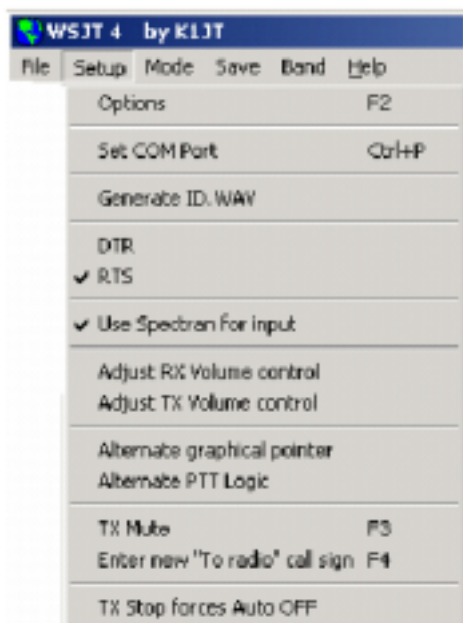 WSJT 4 by K1JT
File Setup Mode Save Band Help
Options F2
Set COM Port Ctrl+P
Generate ID.WAV
DTR
✔ RTS
✔ Use Spectran for input
Adjust RX Volume control
Adjust TX Volume control
Alternate graphical pointer
Alternate PTT Logic
TX Mute F3
Enter new "To radio" call sign F4
TX Stop forces Auto OFF